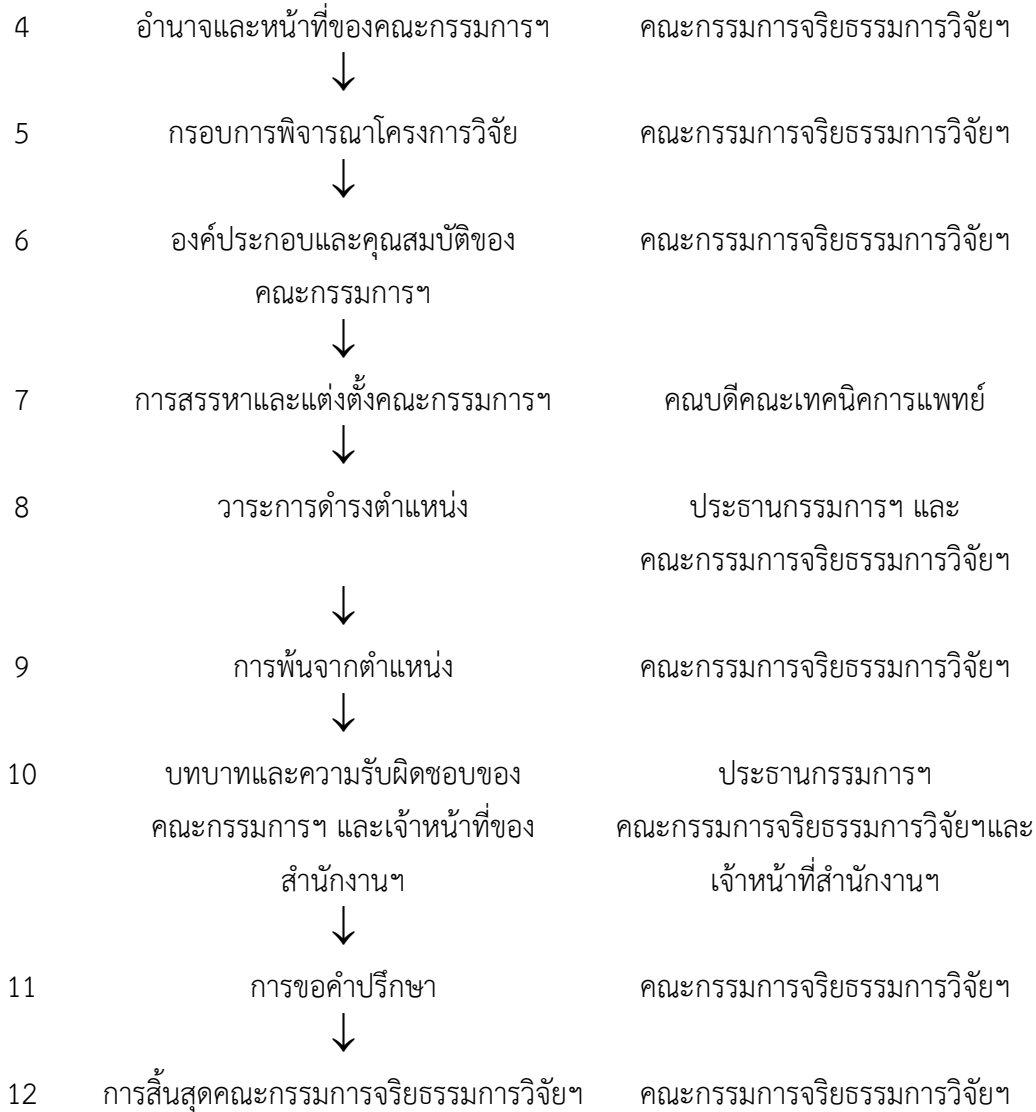 4 อำนาจและหน้าที่ของคณะกรรมการฯ คณะกรรมการจริยธรรมการวิจัยฯ
↓
5 กรอบการพิจารณาโครงการวิจัย คณะกรรมการจริยธรรมการวิจัยฯ
↓
6 องค์ประกอบและคุณสมบัติของ คณะกรรมการจริยธรรมการวิจัยฯ
คณะกรรมการฯ
↓
7 การสรรหาและแต่งตั้งคณะกรรมการฯ คณบดีคณะเทคนิคการแพทย์
↓
8 วาระการดำรงตำแหน่ง ประธานกรรมการฯ และ
คณะกรรมการจริยธรรมการวิจัยฯ
↓
9 การพ้นจากตำแหน่ง คณะกรรมการจริยธรรมการวิจัยฯ
↓
10 บทบาทและความรับผิดชอบของ ประธานกรรมการฯ
คณะกรรมการฯ และเจ้าหน้าที่ของ คณะกรรมการจริยธรรมการวิจัยฯและ
สำนักงานฯ เจ้าหน้าที่สำนักงานฯ
↓
11 การขอคำปรึกษา คณะกรรมการจริยธรรมการวิจัยฯ
↓
12 การสิ้นสุดคณะกรรมการจริยธรรมการวิจัยฯ คณะกรรมการจริยธรรมการวิจัยฯ